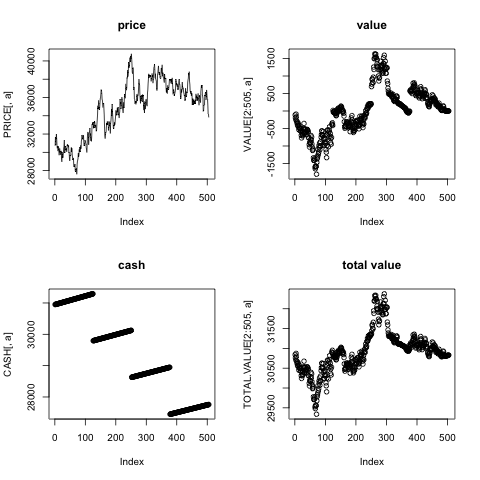 price
PRICE[, a]
28000 32000 36000 40000
0 100 200 300 400 500
Index
value
VALUE[2:505, a]
-1500 -500 500 1500
0 100 200 300 400 500
Index
cash
CASH[, a]
28000 30000
0 100 200 300 400 500
Index
total value
TOTAL.VALUE[2:505, a]
29500 30500 31500
0 100 200 300 400 500
Index